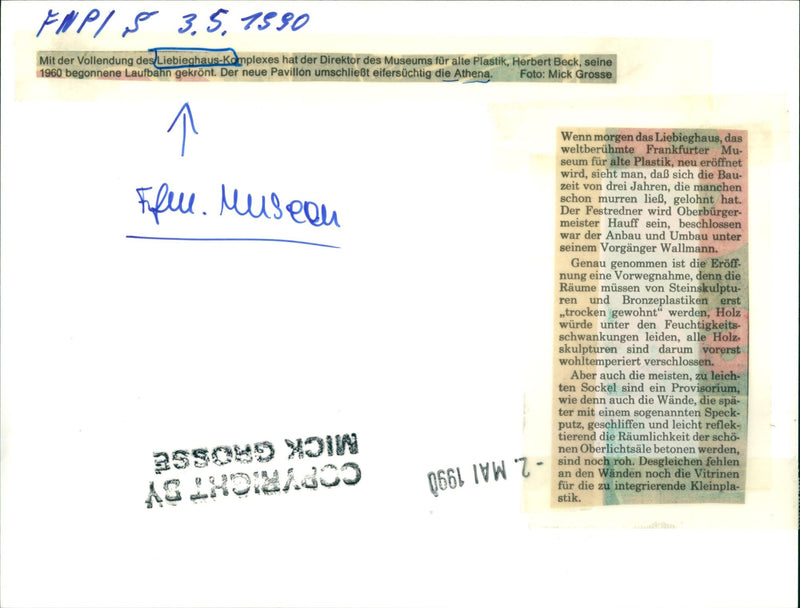 FNP/ S 3.5.1990
Mit der Vollendung des Liebieghaus-Komplexes hat der Direktor des Museums für alte Plastik, Herbert Beck, seine
1960 begonnene Laufbahn gekrönt. Der neue Pavillon umschließt eifersüchtig die Athena. Foto: Mick Grosse
Ffm. Museen
Wenn morgen das Liebieghaus, das
weltberühmte Frankfurter Mu-
seum für alte Plastik, neu eröffnet
wird, sieht man, daß sich die Bau-
zeit von drei Jahren, die manchen
schon murren ließ, gelohnt hat.
Der Festredner wird Oberbürger-
meister Hauff sein, beschlossen
war der Anbau und Umbau unter
seinem Vorgänger Wallmann.
Genau genommen ist die Eröff-
nung eine Vorwegnahme, denn die
Räume müssen von Steinskulptu-
ren und Bronzeplastiken erst
„trocken gewohnt“ werden, Holz
würde unter den Feuchtigkeits-
schwankungen leiden, alle Holz-
skulpturen sind darum vorerst
wohltemperiert verschlossen.
Aber auch die meisten, zu leich-
ten Sockel sind ein Provisorium,
wie denn auch die Wände, die spä-
ter mit einem sogenannten Speck-
putz, geschliffen und leicht reflek-
tierend die Räumlichkeit der schö-
nen Oberlichtsäle betonen werden,
sind noch roh. Desgleichen fehlen
an den Wänden noch die Vitrinen
für die zu integrierende Kleinpla-
stik.
COPYRIGHT BY
MICK GROSSE
- 2. MAI 1990